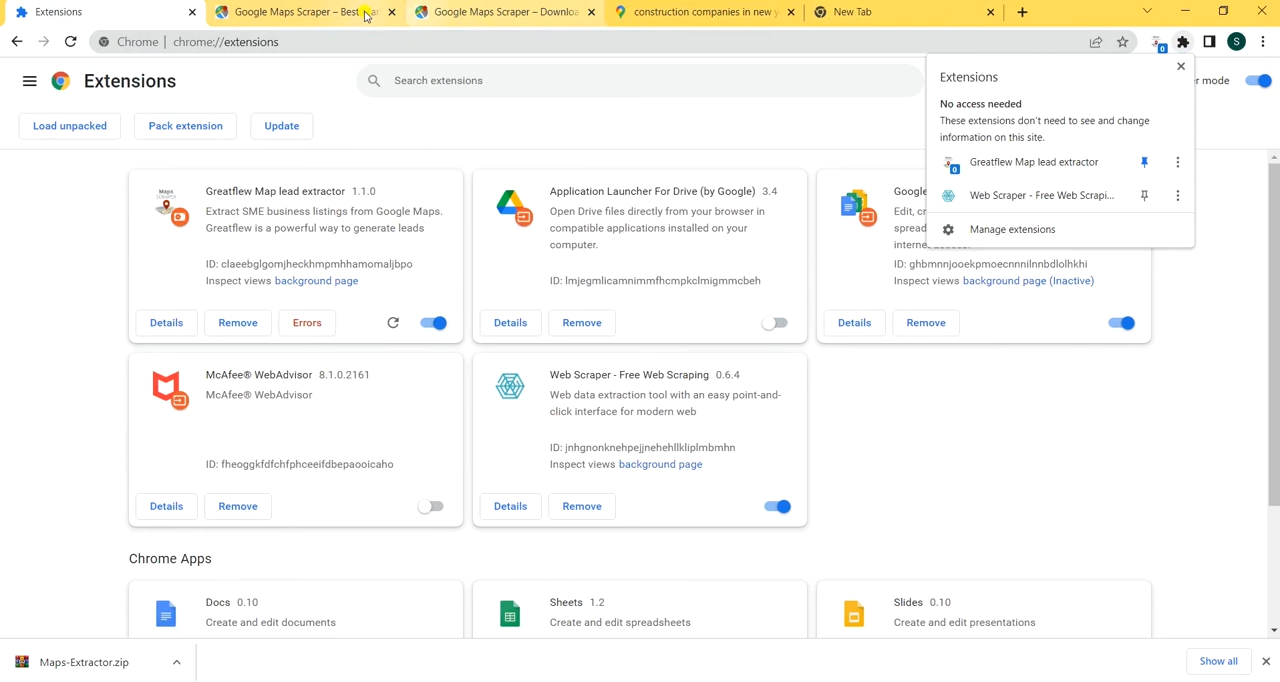 Extensions
Google Maps Scraper – Best
Google Maps Scraper – Downloa
construction companies in new y
New Tab
Chrome | chrome://extensions
S
0
Extensions
Search extensions
r mode
Load unpacked
Pack extension
Update
Extensions
No access needed
These extensions don't need to see and change
information on this site.
Greatflew Map lead extractor
0
Web Scraper - Free Web Scrapi...
Manage extensions
Maps
SCRAPER
Greatflew Map lead extractor 1.1.0
Extract SME business listings from Google Maps.
Greatflew is a powerful way to generate leads
ID: claeebglgomjheckhmpmhhamomaljbpo
Inspect views background page
Details
Remove
Errors
Application Launcher For Drive (by Google) 3.4
Open Drive files directly from your browser in
compatible applications installed on your
computer.
ID: lmjegmlicamnimmfhcmpkclmigmmcbeh
Details
Remove
Google
Edit, cr
spread
ID: ghbmnnjooekpmoecnnnilnnbdlolhkhi
Inspect views background page (Inactive)
Details
Remove
McAfee® WebAdvisor 8.1.0.2161
McAfee® WebAdvisor
ID: fheoggkfdfchfphceeifdbepaooicaho
Details
Remove
Web Scraper - Free Web Scraping 0.6.4
Web data extraction tool with an easy point-and-
click interface for modern web
ID: jnhgnonknehpejjnehehllkliplmbmhn
Inspect views background page
Details
Remove
Chrome Apps
Docs 0.10
Create and edit documents
Sheets 1.2
Create and edit spreadsheets
Slides 0.10
Create and edit presentations
Maps-Extractor.zip
Show all